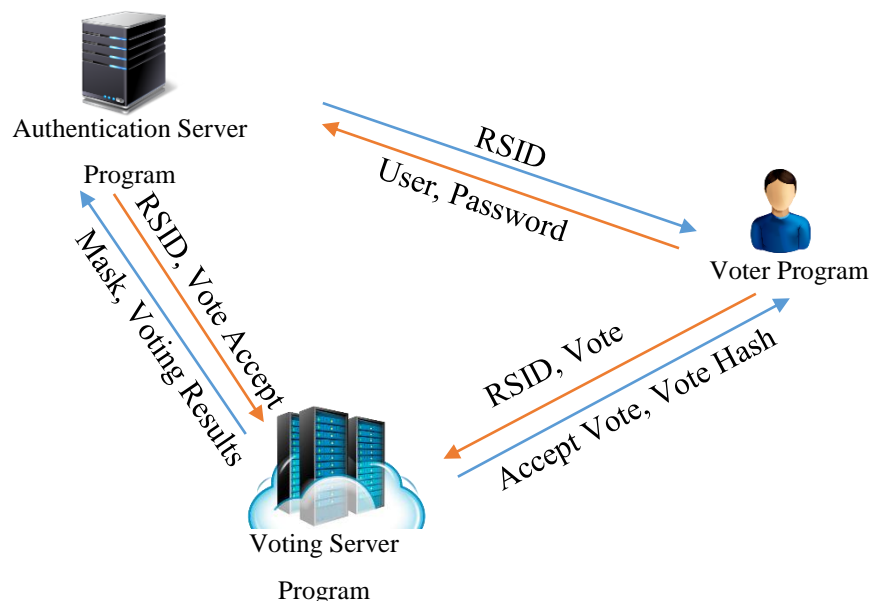 Authentication Server
Program
RSID
User, Password
Voter Program
RSID, Vote Accept
Mask, Voting Results
RSID, Vote
Accept Vote, Vote Hash
Voting Server
Program